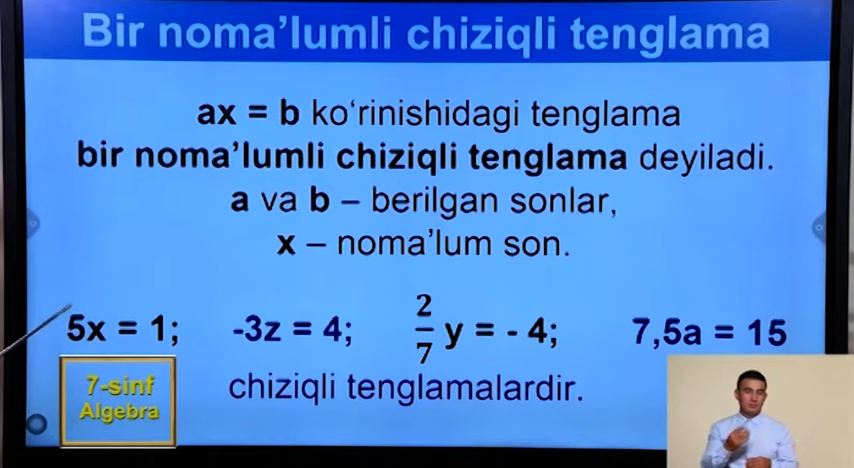 Bir noma’lumli chiziqli tenglama
ax = b ko‘rinishidagi tenglama
bir noma’lumli chiziqli tenglama deyiladi.
a va b – berilgan sonlar,
x – noma’lum son.
5x = 1; -3z = 4; 2/7 y = - 4; 7,5a = 15
chiziqli tenglamalardir.
7-sinf
Algebra